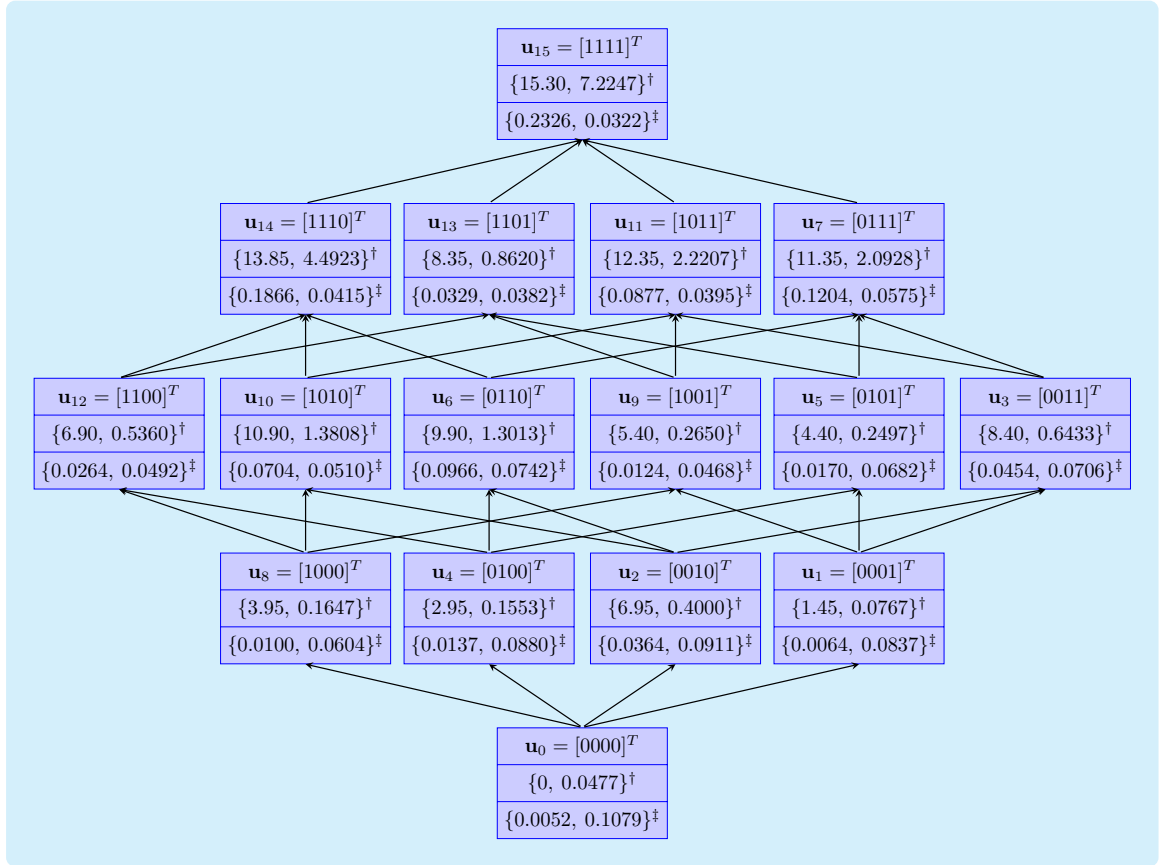 u₁₅ = [1111]ᵀ
{15.30, 7.2247}†
{0.2326, 0.0322}‡
u₁₄ = [1110]ᵀ
{13.85, 4.4923}†
{0.1866, 0.0415}‡
u₁₃ = [1101]ᵀ
{8.35, 0.8620}†
{0.0329, 0.0382}‡
u₁₁ = [1011]ᵀ
{12.35, 2.2207}†
{0.0877, 0.0395}‡
u₇ = [0111]ᵀ
{11.35, 2.0928}†
{0.1204, 0.0575}‡
u₁₂ = [1100]ᵀ
{6.90, 0.5360}†
{0.0264, 0.0492}‡
u₁₀ = [1010]ᵀ
{10.90, 1.3808}†
{0.0704, 0.0510}‡
u₆ = [0110]ᵀ
{9.90, 1.3013}†
{0.0966, 0.0742}‡
u₉ = [1001]ᵀ
{5.40, 0.2650}†
{0.0124, 0.0468}‡
u₅ = [0101]ᵀ
{4.40, 0.2497}†
{0.0170, 0.0682}‡
u₃ = [0011]ᵀ
{8.40, 0.6433}†
{0.0454, 0.0706}‡
u₈ = [1000]ᵀ
{3.95, 0.1647}†
{0.0100, 0.0604}‡
u₄ = [0100]ᵀ
{2.95, 0.1553}†
{0.0137, 0.0880}‡
u₂ = [0010]ᵀ
{6.95, 0.4000}†
{0.0364, 0.0911}‡
u₁ = [0001]ᵀ
{1.45, 0.0767}†
{0.0064, 0.0837}‡
u₀ = [0000]ᵀ
{0, 0.0477}†
{0.0052, 0.1079}‡